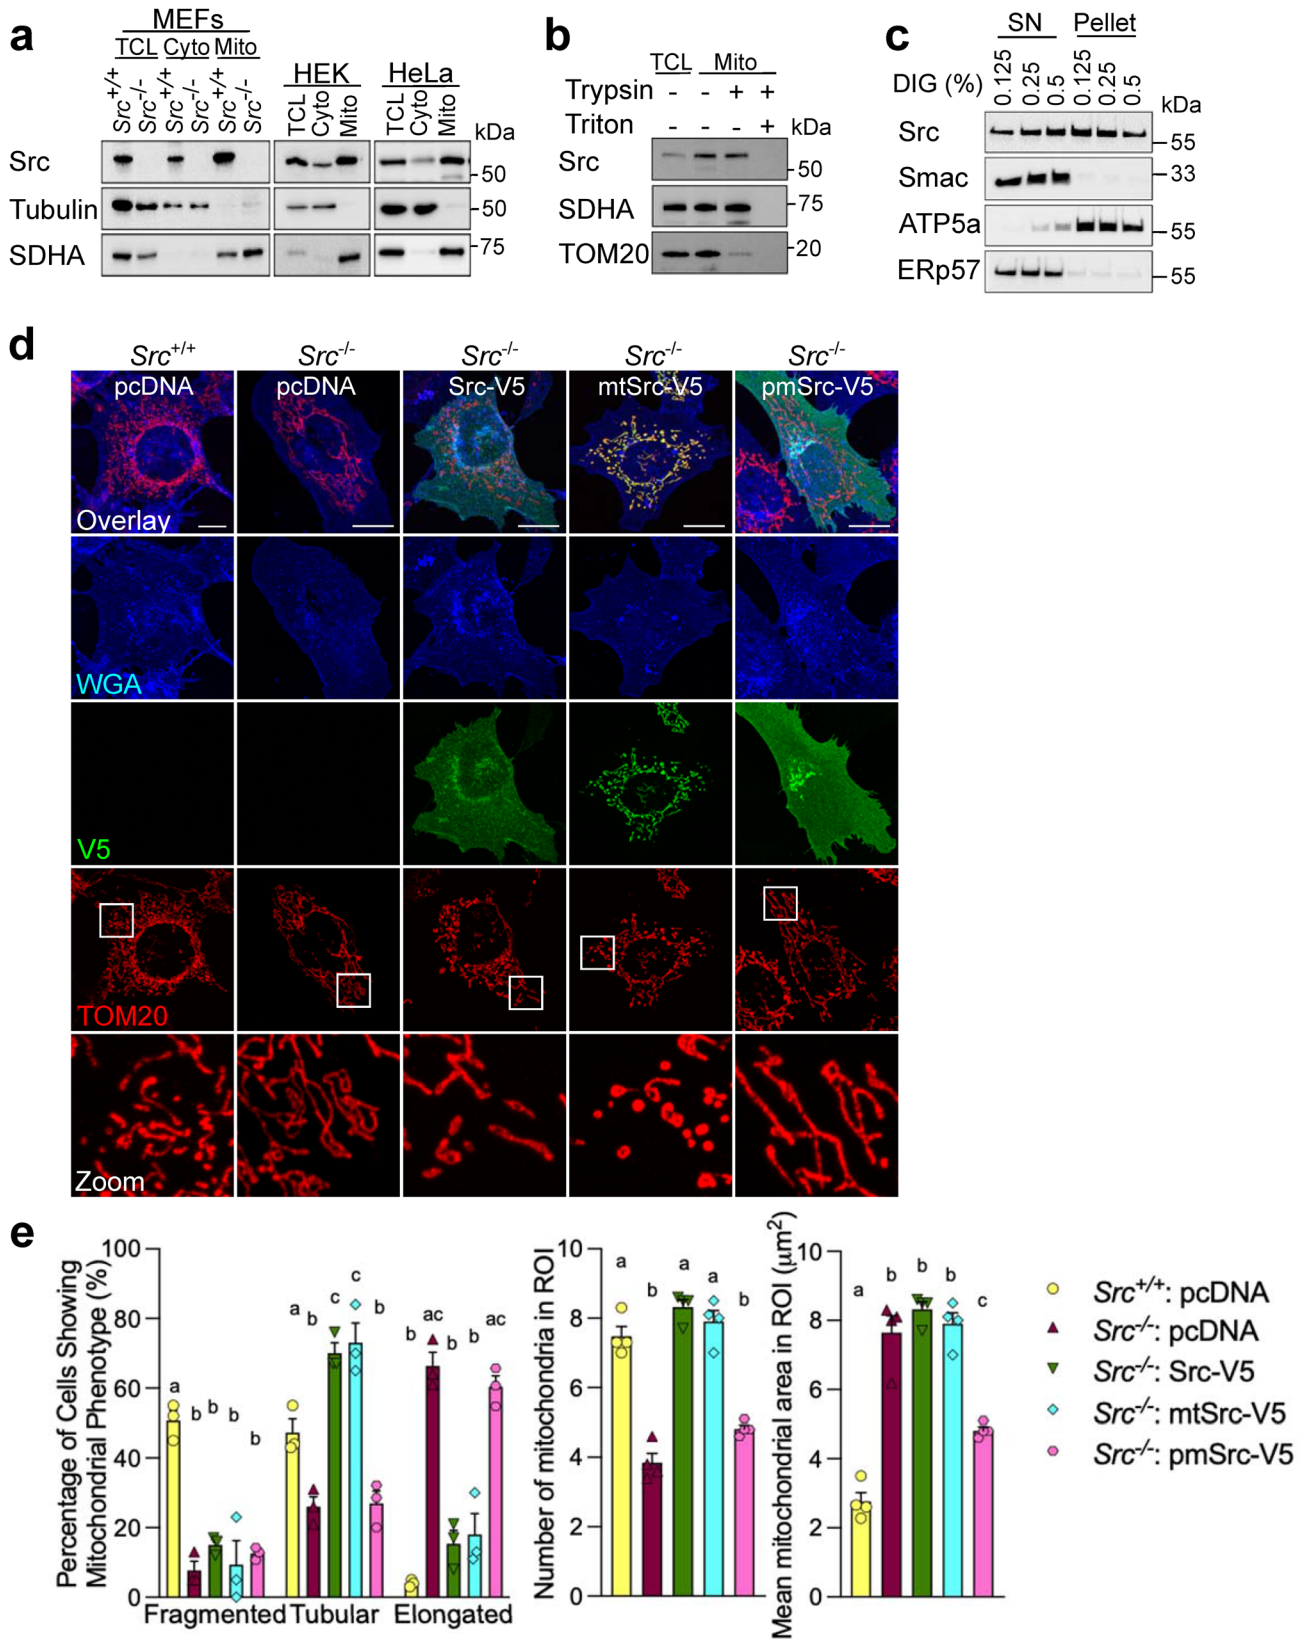 a
MEFs
TCL Cyto Mito
Src+/+ Src-/- Src+/+ Src-/- Src+/+ Src-/-
HEK
TCL Cyto Mito
HeLa
TCL Cyto Mito
kDa
Src
50
Tubulin
50
SDHA
75
b
TCL Mito
Trypsin - - + +
Triton - - - +
kDa
Src
50
SDHA
75
TOM20
20
c
SN Pellet
DIG (%) 0.125 0.25 0.5 0.125 0.25 0.5
kDa
Src
55
Smac
33
ATP5a
55
ERp57
55
d
Src+/+ Src-/- Src-/- Src-/- Src-/-
pcDNA pcDNA Src-V5 mtSrc-V5 pmSrc-V5
Overlay
WGA
V5
TOM20
Zoom
e
Percentage of Cells Showing
Mitochondrial Phenotype (%)
100
80
60
40
20
0
a b b b b
a b c c b
b ac b b ac
Fragmented Tubular Elongated
Number of mitochondria in ROI
10
8
6
4
2
0
a b a a b
Mean mitochondrial area in ROI (μm2)
10
8
6
4
2
0
a b b b c
Src+/+: pcDNA
Src-/-: pcDNA
Src-/-: Src-V5
Src-/-: mtSrc-V5
Src-/-: pmSrc-V5